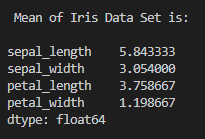 Mean of Iris Data Set is:
sepal_length    5.843333
sepal_width     3.054000
petal_length    3.758667
petal_width     1.198667
dtype: float64